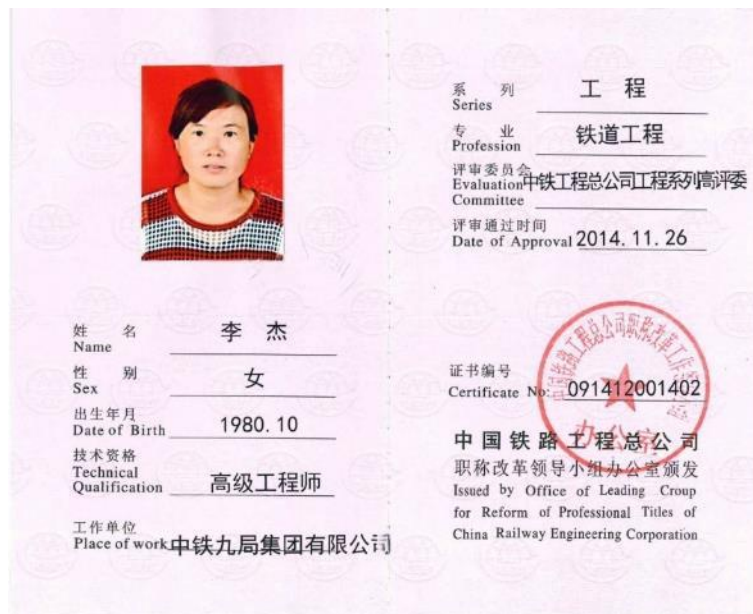 姓 名 李 杰
Name
性 别 女
Sex
出生年月
Date of Birth 1980.10
技术资格
Technical
Qualification 高级工程师
工作单位
Place of work 中铁九局集团有限公司
系 列 工 程
Series
专 业 铁道工程
Profession
评审委员会
Evaluation 中铁工程总公司工程系列高评委
Committee
评审通过时间
Date of Approval 2014.11.26
证书编号
Certificate No: 091412001402
中国铁路工程总公司
职称改革领导小组办公室颁发
Issued by Office of Leading Croup
for Reform of Professional Titles of
China Railway Engineering Corporation
办公室